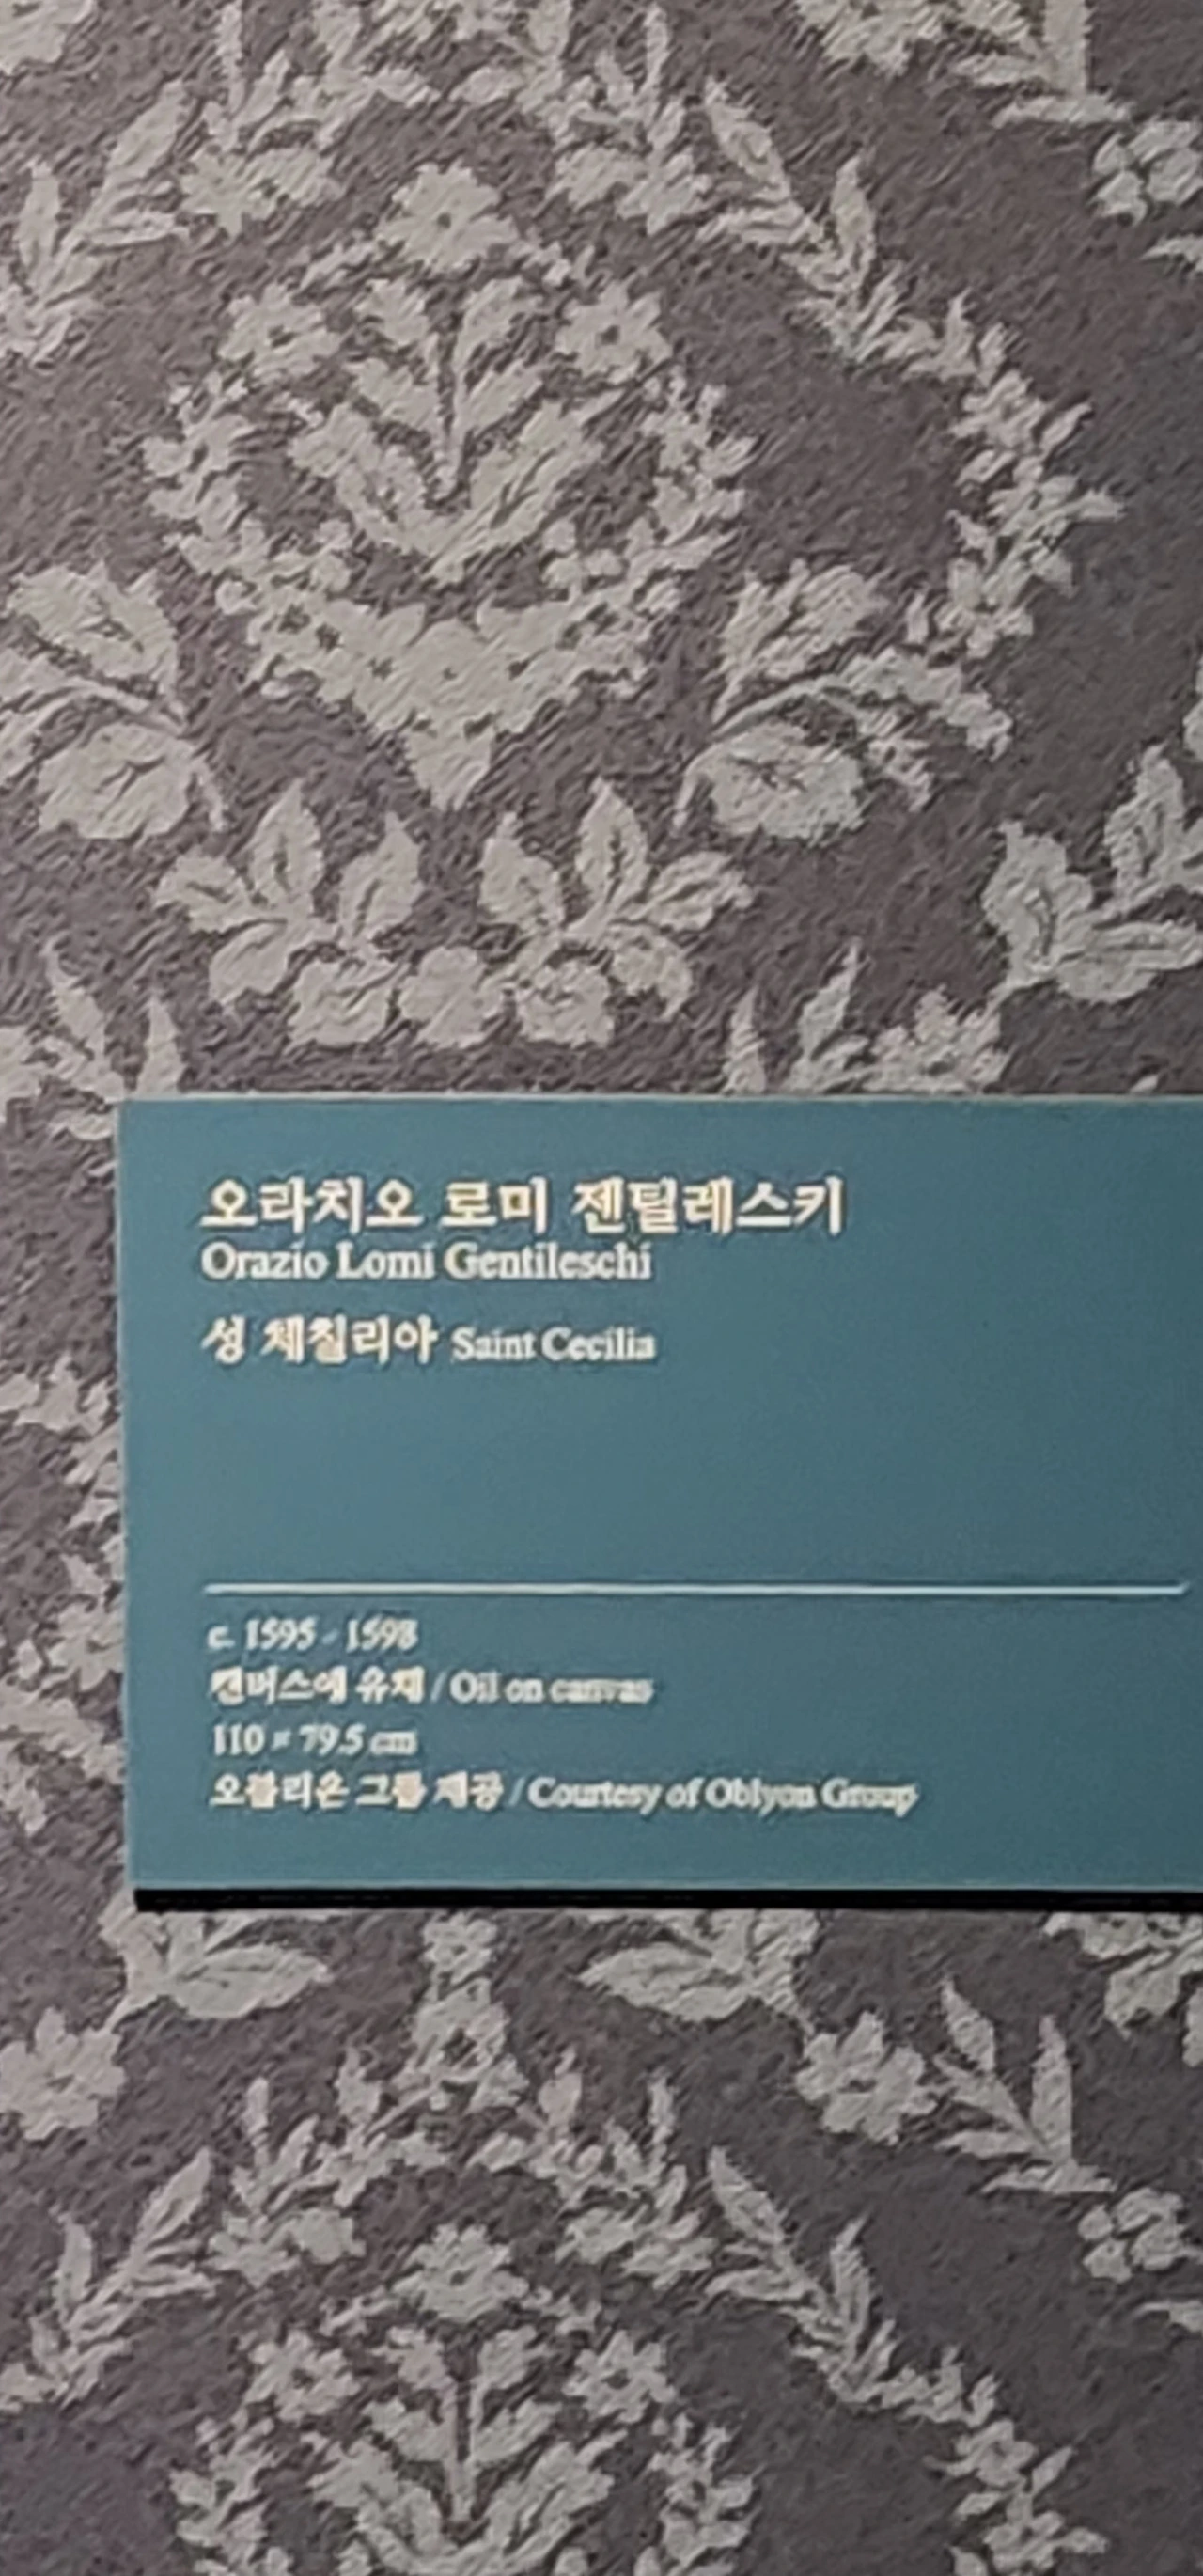 오라치오 로미 젠틸레스키
Orazio Lomi Gentileschi
성 체칠리아 Saint Cecilia
c. 1595 - 1598
캔버스에 유채 / Oil on canvas
110 × 79.5 cm
오블리온 그룹 제공 / Courtesy of Oblyon Group